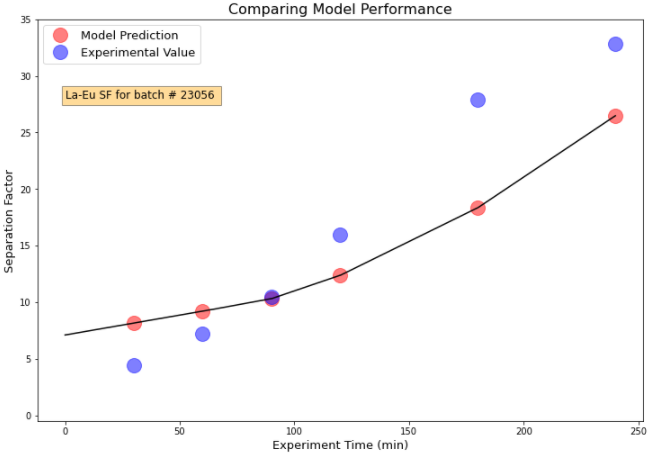 Comparing Model Performance
Model Prediction
Experimental Value
La-Eu SF for batch # 23056
Separation Factor
35
30
25
20
15
10
5
0
0 50 100 150 200 250
Experiment Time (min)